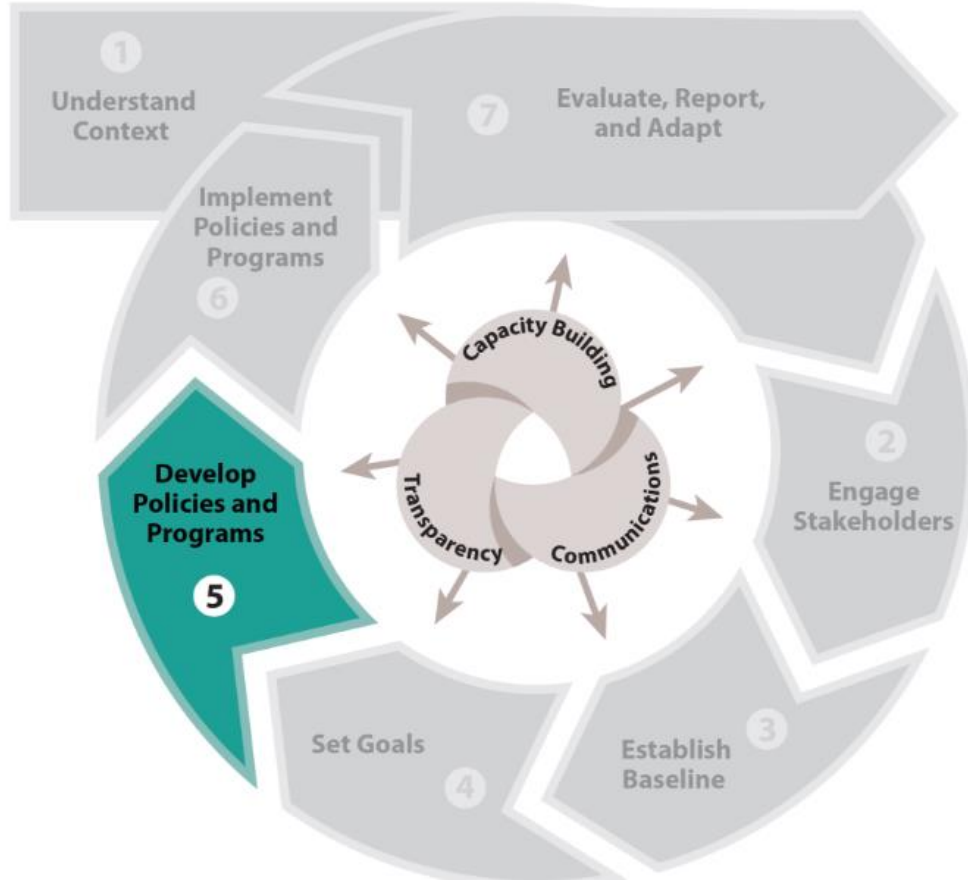 1
Understand
Context
7
Evaluate, Report,
and Adapt
Implement
Policies and
Programs
6
Capacity Building
Transparency
Communications
2
Engage
Stakeholders
Develop
Policies and
Programs
5
Set Goals
4
Establish
Baseline
3